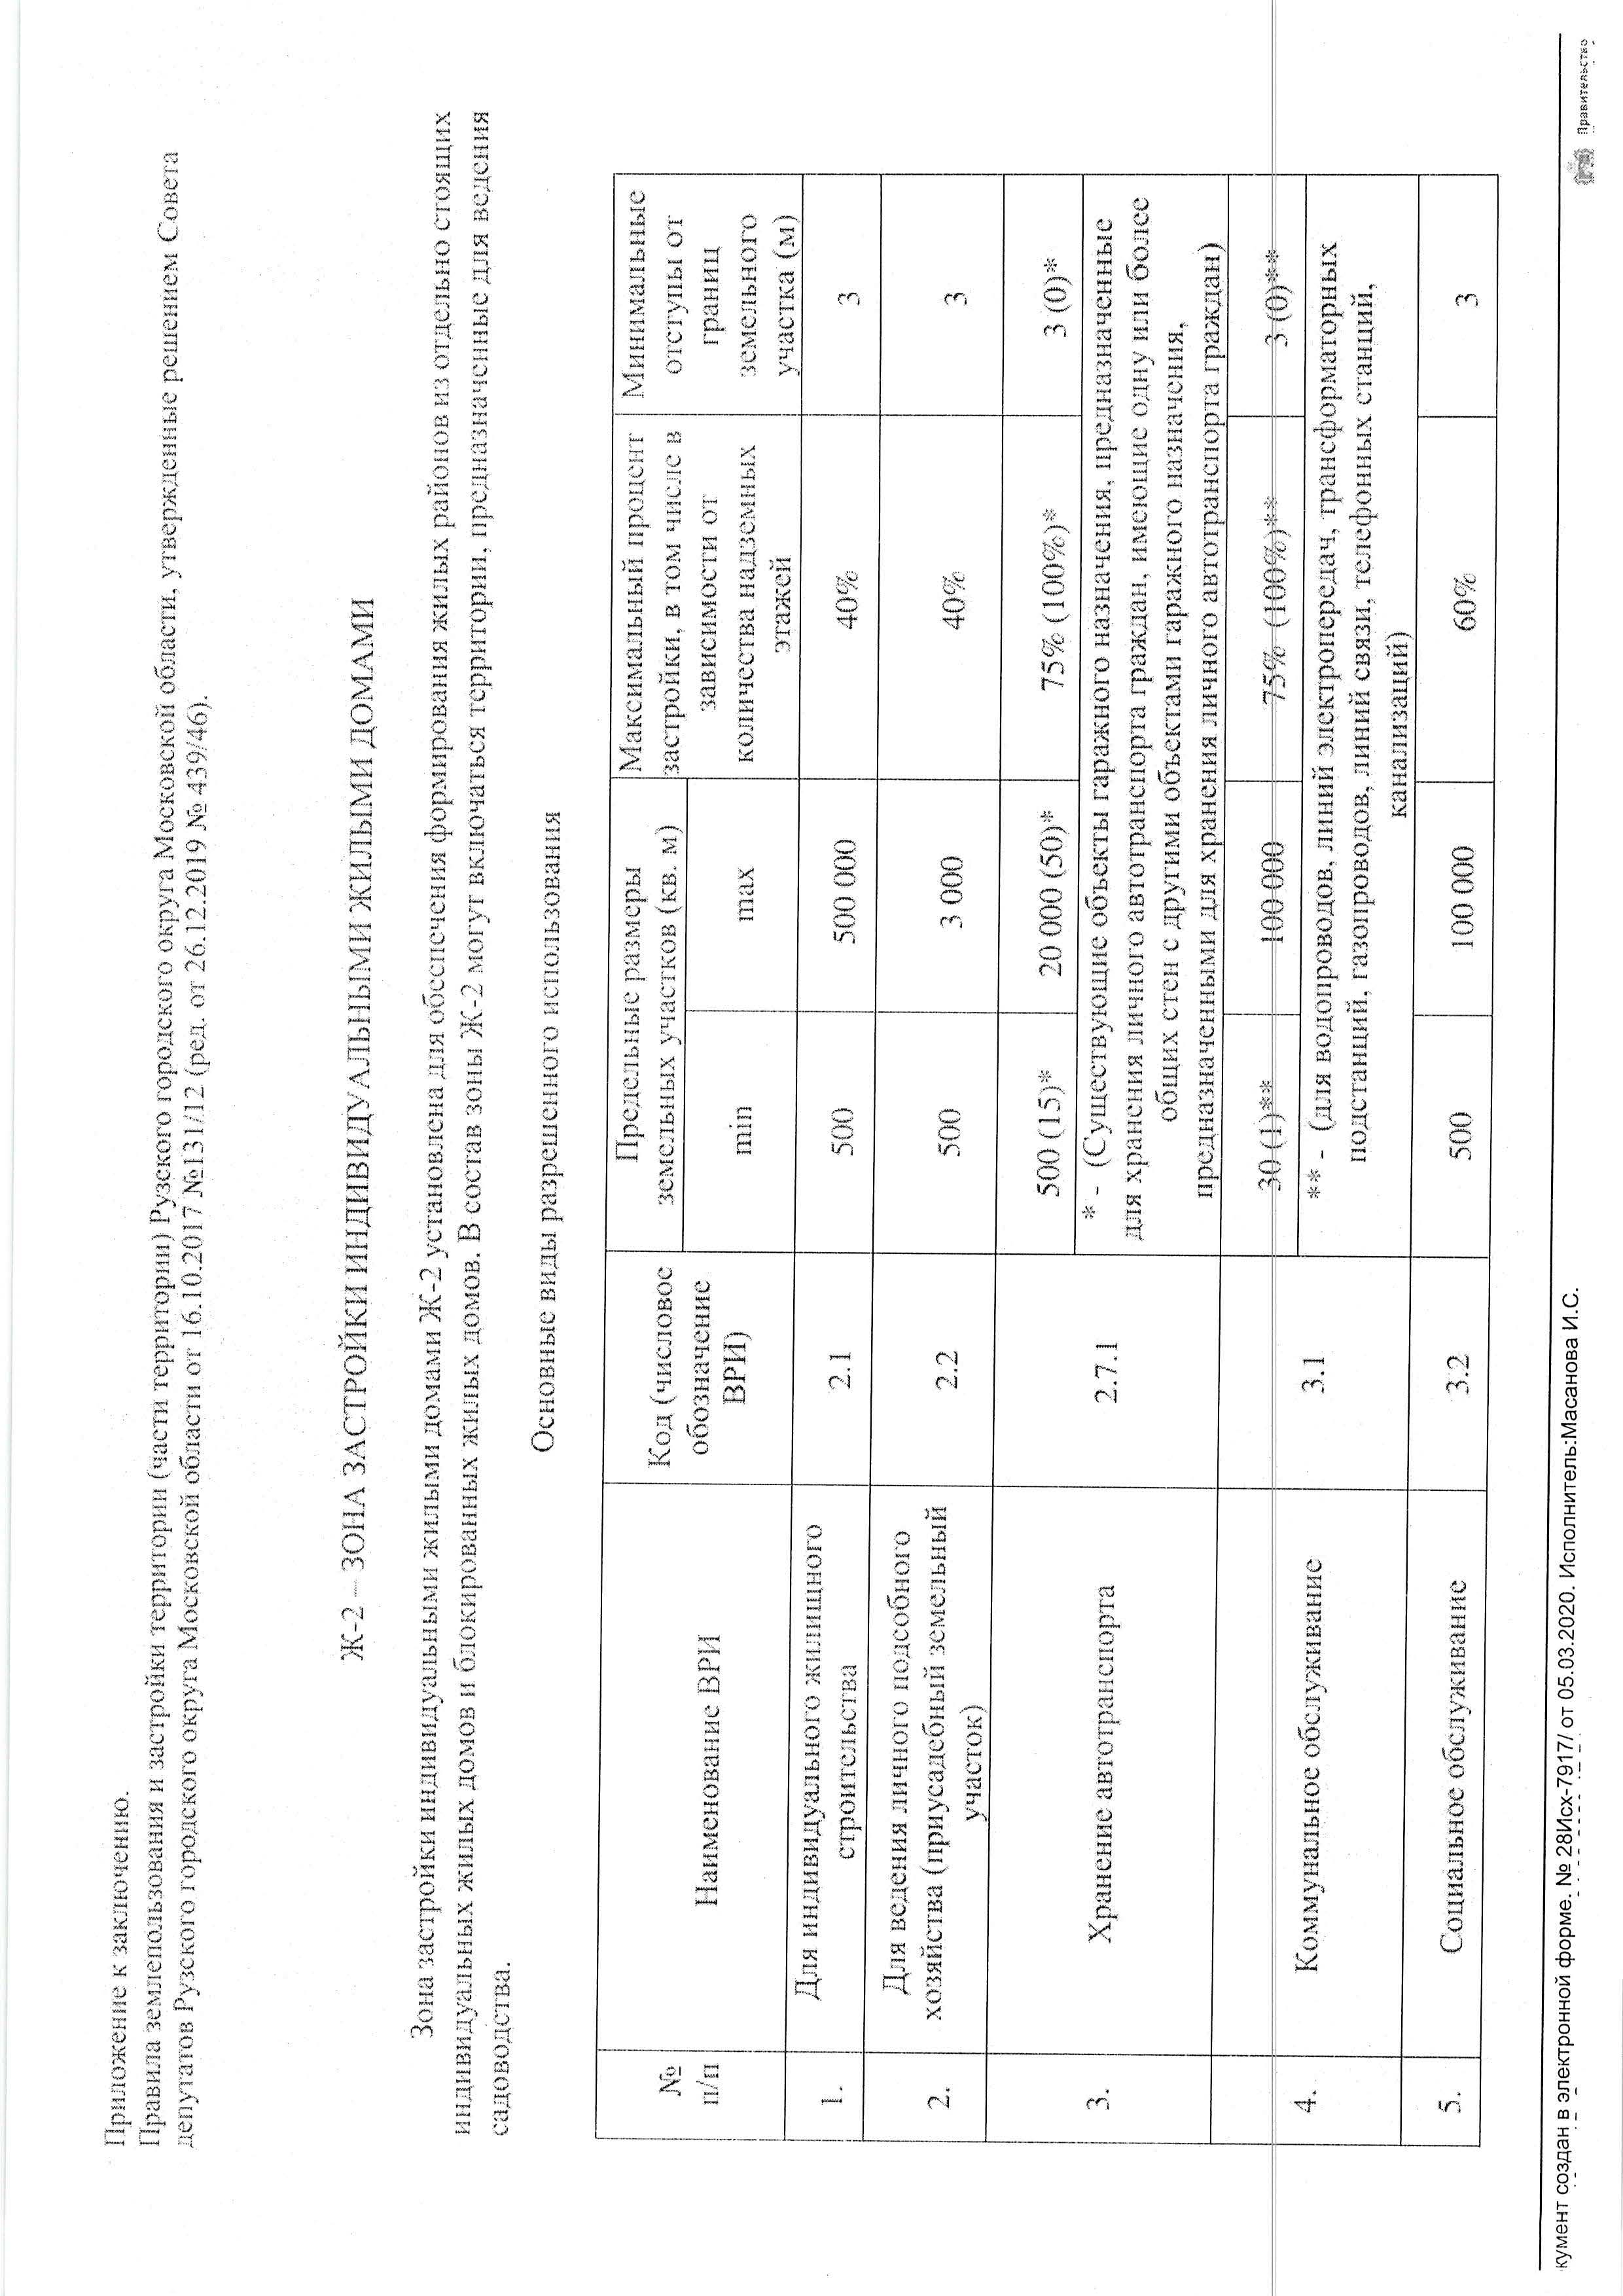 Приложение к заключению.
Правила землепользования и застройки территории (части территории) Рузского городского округа Московской области, утвержденные решением Совета
депутатов Рузского городского округа Московской области от 16.10.2017 №131/12 (ред. от 26.12.2019 № 439/46).
Ж-2 – ЗОНА ЗАСТРОЙКИ ИНДИВИДУАЛЬНЫМИ ЖИЛЫМИ ДОМАМИ
Зона застройки индивидуальными жилыми домами Ж-2 установлена для обеспечения формирования жилых районов из отдельно стоящих
индивидуальных жилых домов и блокированных жилых домов. В состав зоны Ж-2 могут включаться территории, предназначенные для ведения
садоводства.
Основные виды разрешенного использования
№
п/п
Наименование ВРИ
Код (числовое
обозначение
ВРИ)
Предельные размеры
земельных участков (кв. м)
min
max
Максимальный процент
застройки, в том числе в
зависимости от
количества надземных
этажей
Минимальные
отступы от
границ
земельного
участка (м)
1.
Для индивидуального жилищного
строительства
2.1
500
500 000
40%
3
2.
Для ведения личного подсобного
хозяйства (приусадебный земельный
участок)
2.2
500
3 000
40%
3
3.
Хранение автотранспорта
2.7.1
500 (15)*
20 000 (50)*
75% (100%)*
3 (0)*
* - (Существующие объекты гаражного назначения, предназначенные
для хранения личного автотранспорта граждан, имеющие одну или более
общих стен с другими объектами гаражного назначения,
предназначенными для хранения личного автотранспорта граждан)
4.
Коммунальное обслуживание
3.1
30 (1)**
100 000
75% (100%)**
3 (0)**
** - (для водопроводов, линий электропередач, трансформаторных
подстанций, газопроводов, линий связи, телефонных станций,
канализаций)
5.
Социальное обслуживание
3.2
500
100 000
60%
3
кумент создан в электронной форме. № 28Исх-7917/ от 05.03.2020. Исполнитель:Масанова И.С.
Правительство